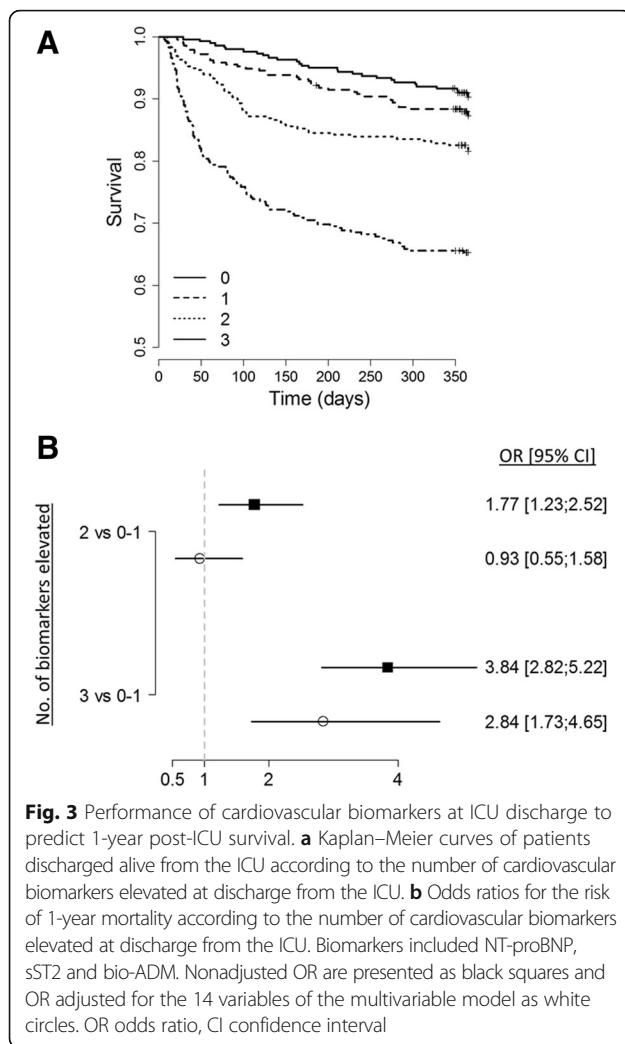 A
Survival
1.0
0.9
0.8
0.7
0.6
0.5
0
1
2
3
0 50 100 150 200 250 300 350
Time (days)
B
OR [95% CI]
No. of biomarkers elevated
2 vs 0-1
1.77 [1.23;2.52]
0.93 [0.55;1.58]
3 vs 0-1
3.84 [2.82;5.22]
2.84 [1.73;4.65]
0.5 1 2 4
Fig. 3 Performance of cardiovascular biomarkers at ICU discharge to
predict 1-year post-ICU survival. a Kaplan–Meier curves of patients
discharged alive from the ICU according to the number of cardiovascular
biomarkers elevated at discharge from the ICU. b Odds ratios for the risk
of 1-year mortality according to the number of cardiovascular biomarkers
elevated at discharge from the ICU. Biomarkers included NT-proBNP,
sST2 and bio-ADM. Nonadjusted OR are presented as black squares and
OR adjusted for the 14 variables of the multivariable model as white
circles. OR odds ratio, CI confidence interval